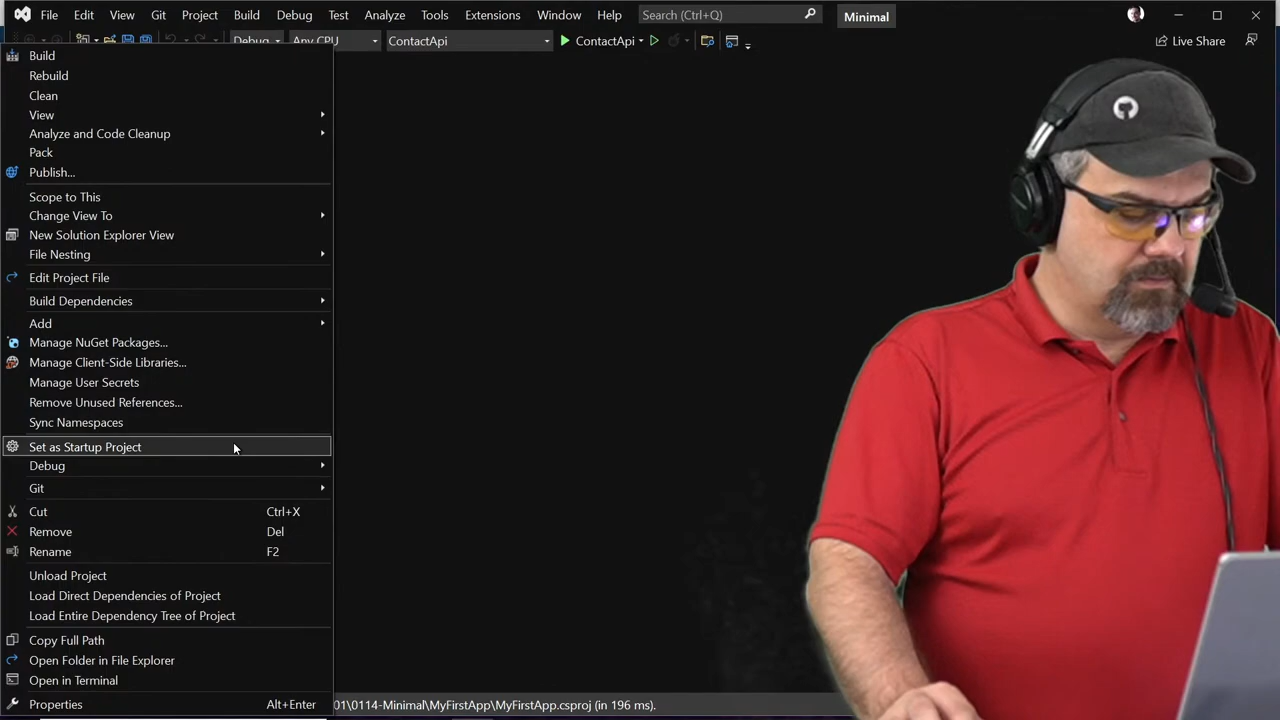 File Edit View Git Project Build Debug Test Analyze Tools Extensions Window Help Search (Ctrl+Q) Minimal
Debug Any CPU ContactApi ContactApi Live Share
Build
Rebuild
Clean
View
Analyze and Code Cleanup
Pack
Publish...
Scope to This
Change View To
New Solution Explorer View
File Nesting
Edit Project File
Build Dependencies
Add
Manage NuGet Packages...
Manage Client-Side Libraries...
Manage User Secrets
Remove Unused References...
Sync Namespaces
Set as Startup Project
Debug
Git
Cut Ctrl+X
Remove Del
Rename F2
Unload Project
Load Direct Dependencies of Project
Load Entire Dependency Tree of Project
Copy Full Path
Open Folder in File Explorer
Open in Terminal
Properties Alt+Enter 01\0114-Minimal\MyFirstApp\MyFirstApp.csproj (in 196 ms).